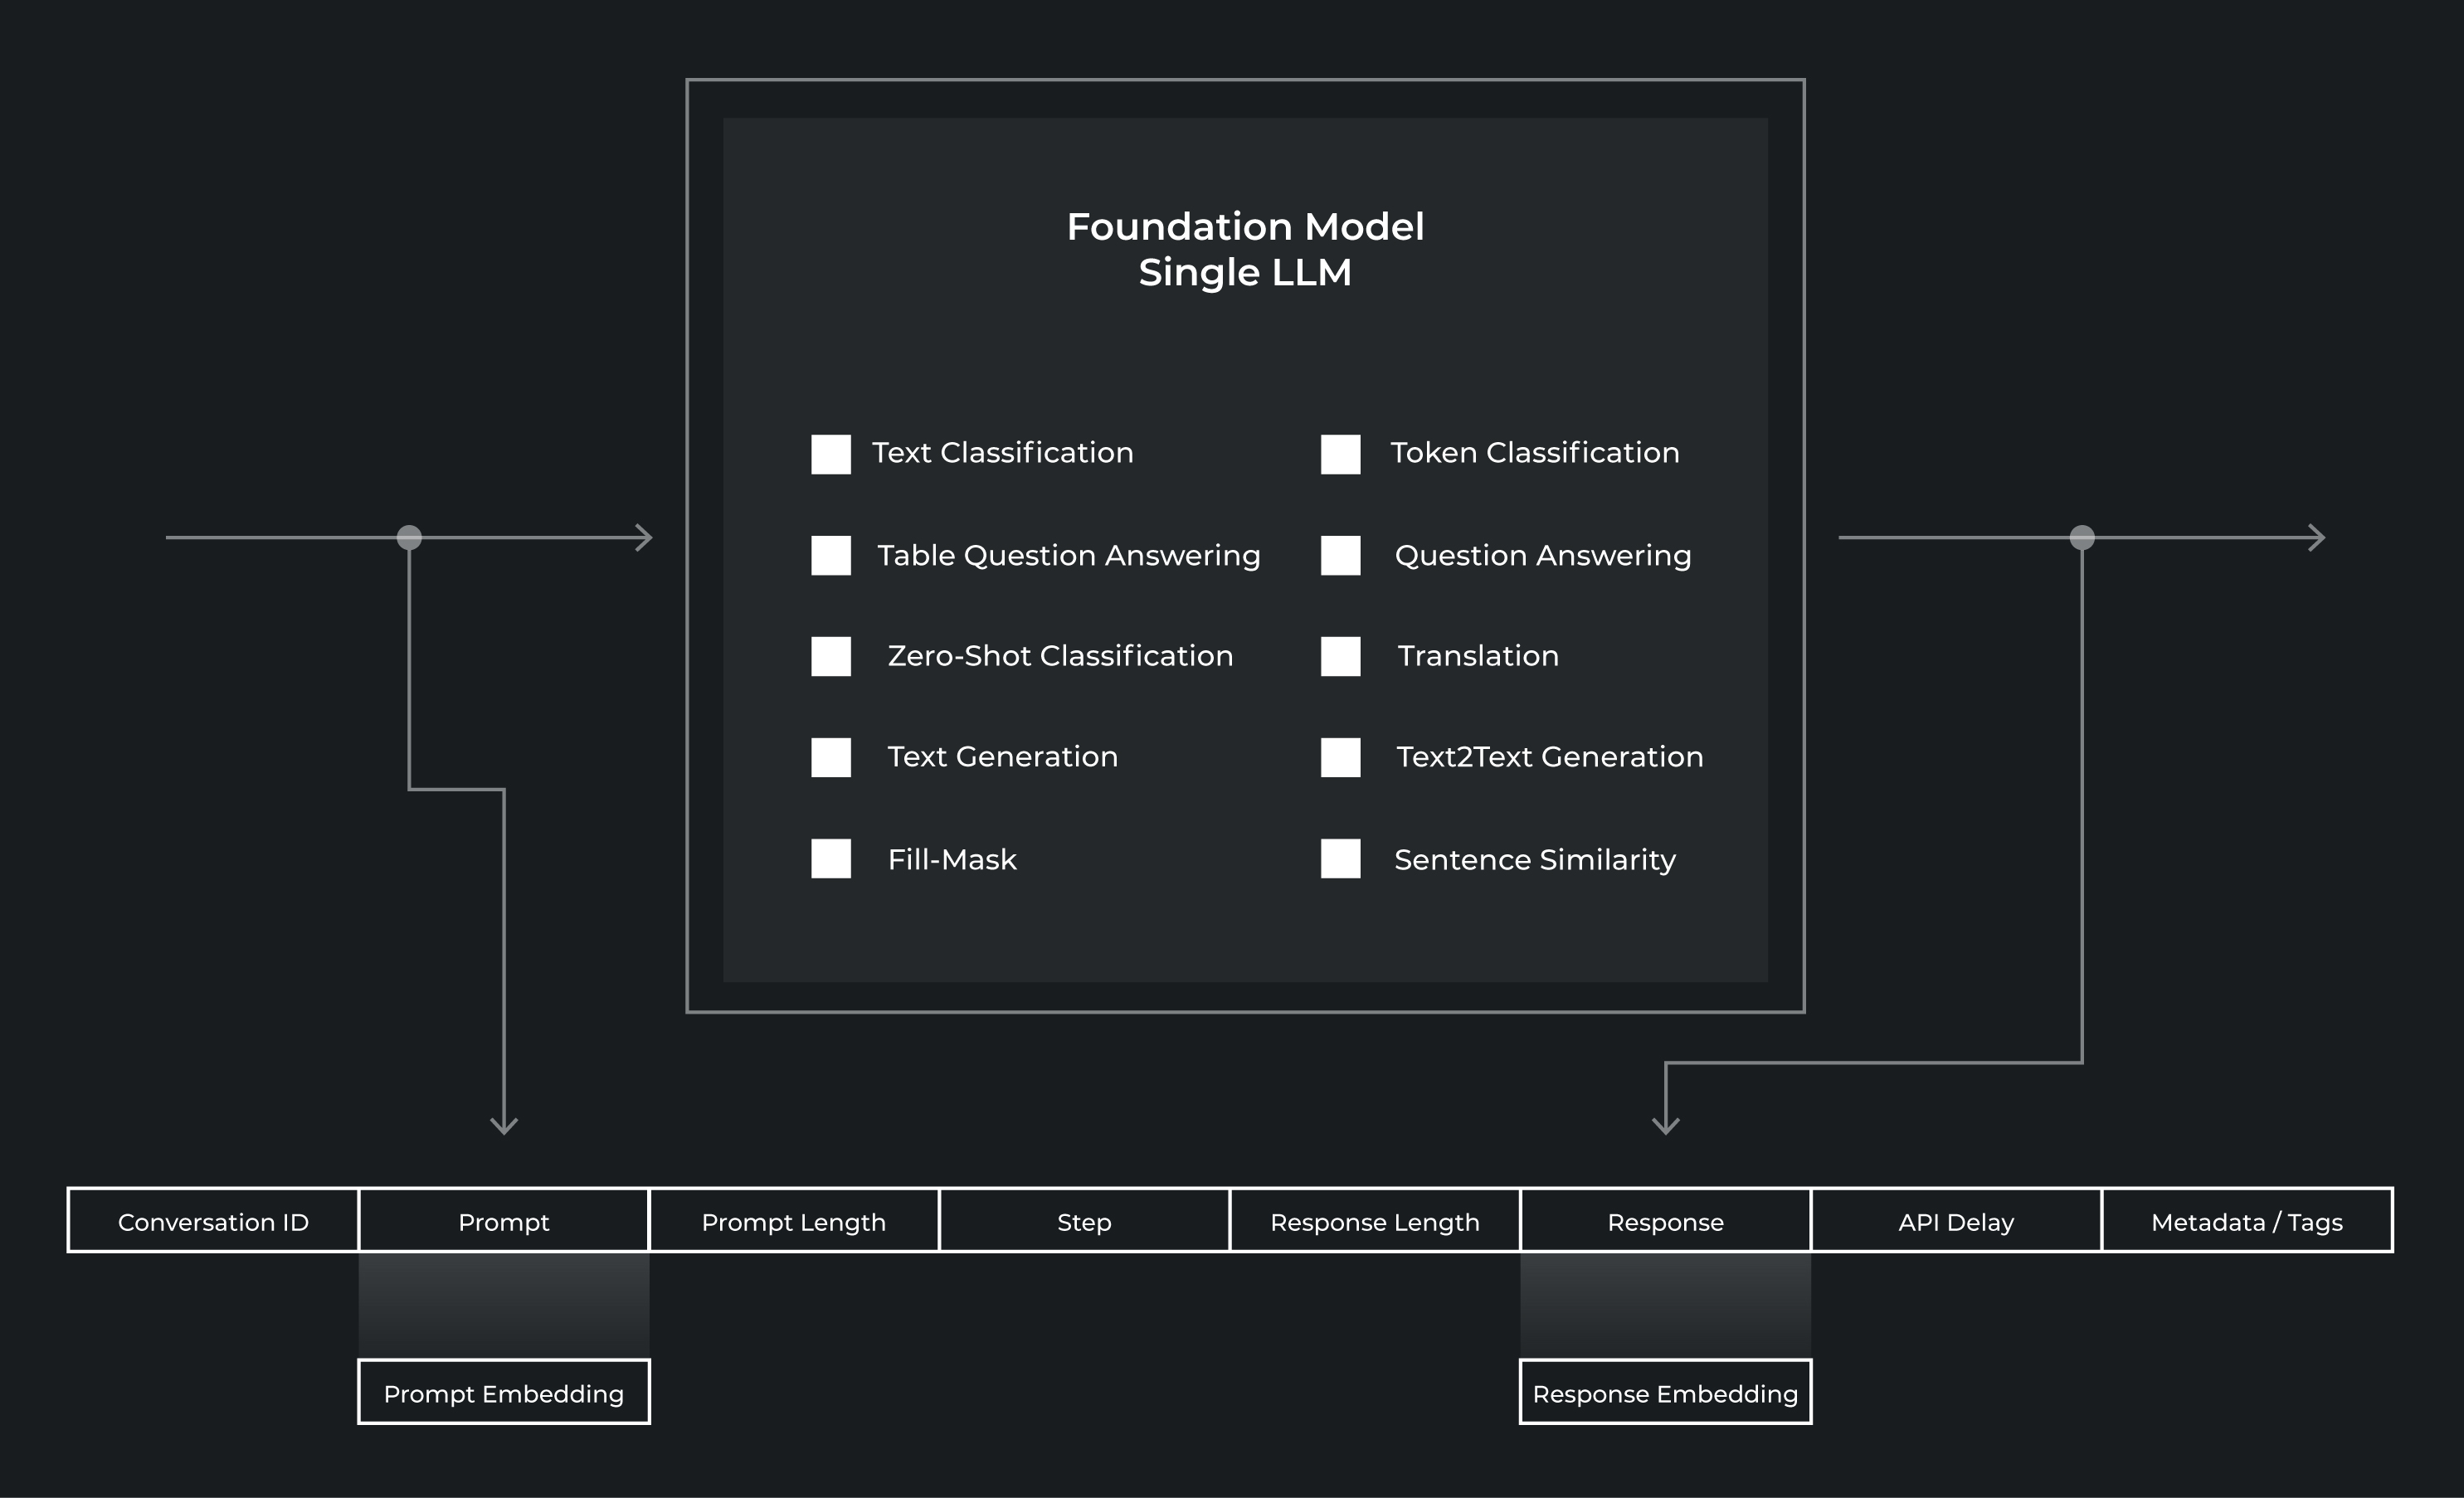 Foundation Model
Single LLM
Text Classification
Token Classification
Table Question Answering
Question Answering
Zero-Shot Classfication
Translation
Text Generation
Text2Text Generation
Fill-Mask
Sentence Similarity
Conversation ID
Prompt
Prompt Length
Step
Response Length
Response
API Delay
Metadata / Tags
Prompt Embedding
Response Embedding